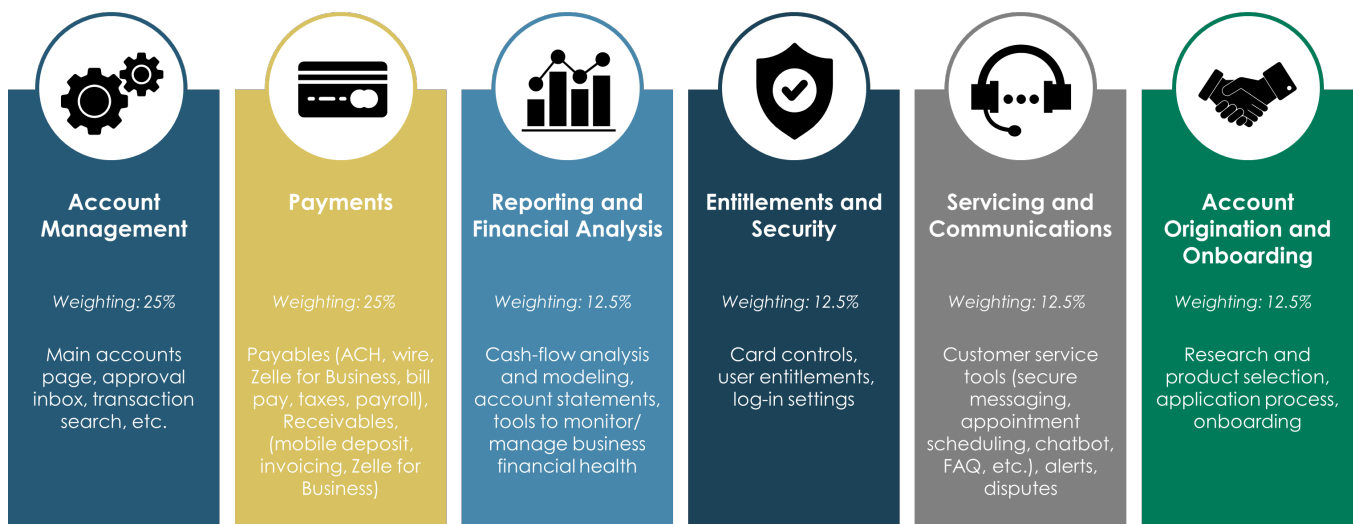 Account
Management
Weighting: 25%
Main accounts
page, approval
inbox, transaction
search, etc.
Payments
Weighting: 25%
Payables (ACH, wire,
Zelle for Business, bill
pay, taxes, payroll),
Receivables,
(mobile deposit,
invoicing, Zelle for
Business)
Reporting and
Financial Analysis
Weighting: 12.5%
Cash-flow analysis
and modeling,
account statements,
tools to monitor/
manage business
financial health
Entitlements and
Security
Weighting: 12.5%
Card controls,
user entitlements,
log-in settings
Servicing and
Communications
Weighting: 12.5%
Customer service
tools (secure
messaging,
appointment
scheduling, chatbot,
FAQ, etc.), alerts,
disputes
Account
Origination and
Onboarding
Weighting: 12.5%
Research and
product selection,
application process,
onboarding